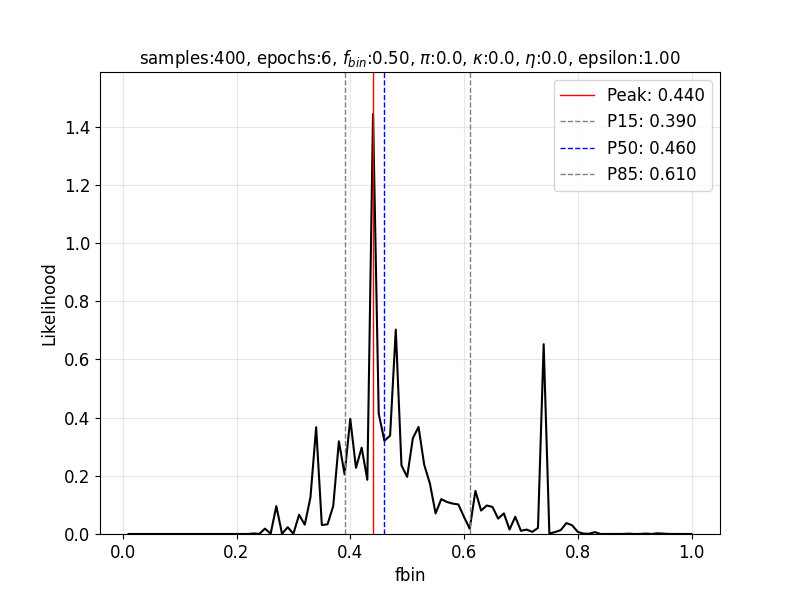 samples:400, epochs:6, f_bin:0.50, π:0.0, κ:0.0, η:0.0, epsilon:1.00
Peak: 0.440
P15: 0.390
P50: 0.460
P85: 0.610
Likelihood
1.4
1.2
1.0
0.8
0.6
0.4
0.2
0.0
0.0 0.2 0.4 0.6 0.8 1.0
fbin